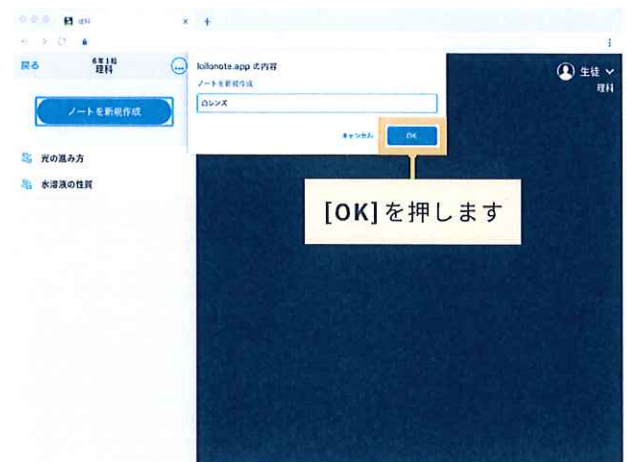 理科
戻る
6年1組
理科
loilonote.app の内容
ノートを新規作成
凸レンズ
キャンセル
OK
生徒
理科
ノートを新規作成
光の進み方
水溶液の性質
[OK]を押します